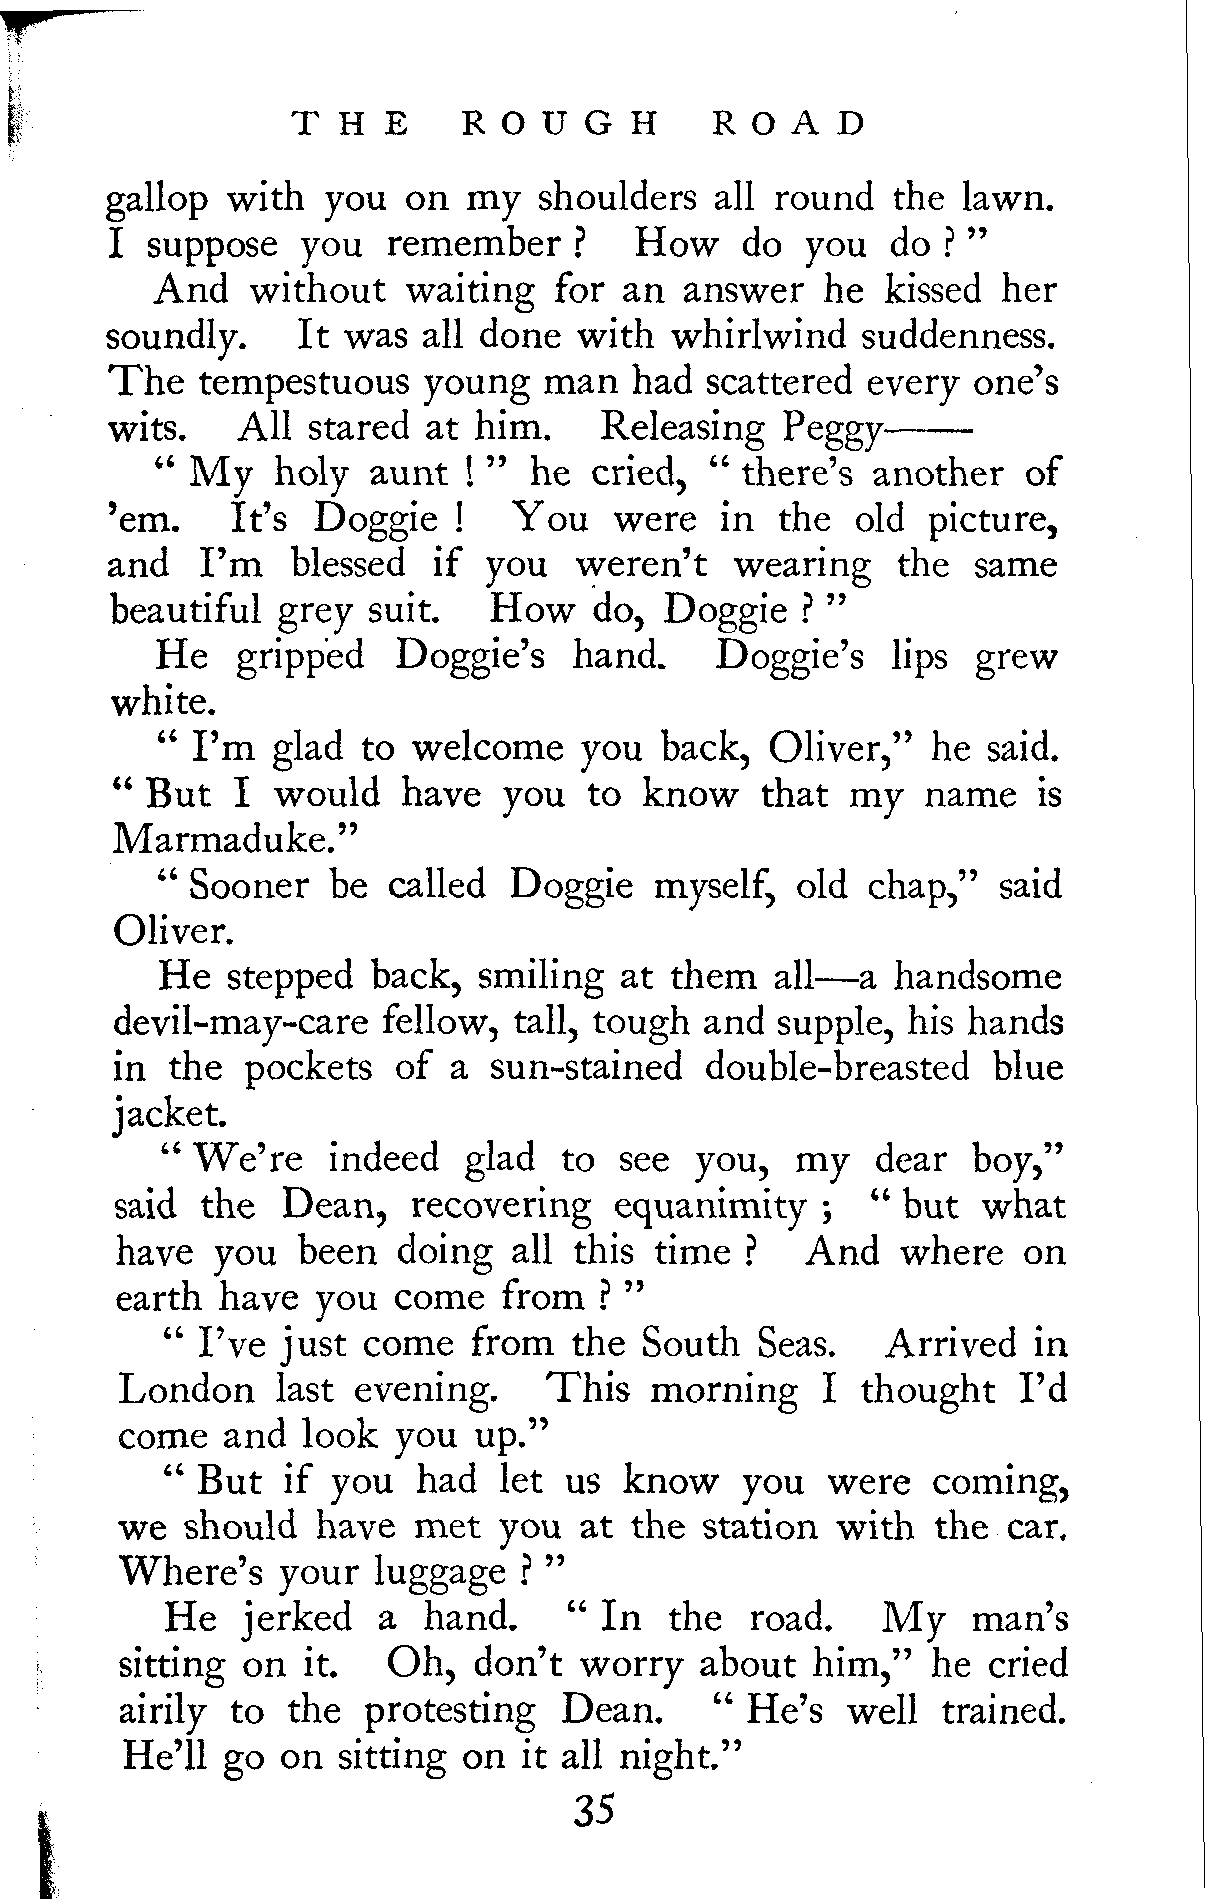 THE ROUGH ROAD
gallop with you on my shoulders all round the lawn.
I suppose you remember ? How do you do ? ”
And without waiting for an answer he kissed her
soundly. It was all done with whirlwind suddenness.
The tempestuous young man had scattered every one’s
wits. All stared at him. Releasing Peggy——
“ My holy aunt ! ” he cried, “ there’s another of
’em. It’s Doggie ! You were in the old picture,
and I’m blessed if you weren’t wearing the same
beautiful grey suit. How do, Doggie ? ”
He gripped Doggie’s hand. Doggie’s lips grew
white.
“ I’m glad to welcome you back, Oliver,” he said.
“ But I would have you to know that my name is
Marmaduke.”
“ Sooner be called Doggie myself, old chap,” said
Oliver.
He stepped back, smiling at them all—a handsome
devil-may-care fellow, tall, tough and supple, his hands
in the pockets of a sun-stained double-breasted blue
jacket.
“ We’re indeed glad to see you, my dear boy,”
said the Dean, recovering equanimity ; “ but what
have you been doing all this time ? And where on
earth have you come from ? ”
“ I’ve just come from the South Seas. Arrived in
London last evening. This morning I thought I’d
come and look you up.”
“ But if you had let us know you were coming,
we should have met you at the station with the car.
Where’s your luggage ? ”
He jerked a hand. “ In the road. My man’s
sitting on it. Oh, don’t worry about him,” he cried
airily to the protesting Dean. “ He’s well trained.
He’ll go on sitting on it all night.”
35